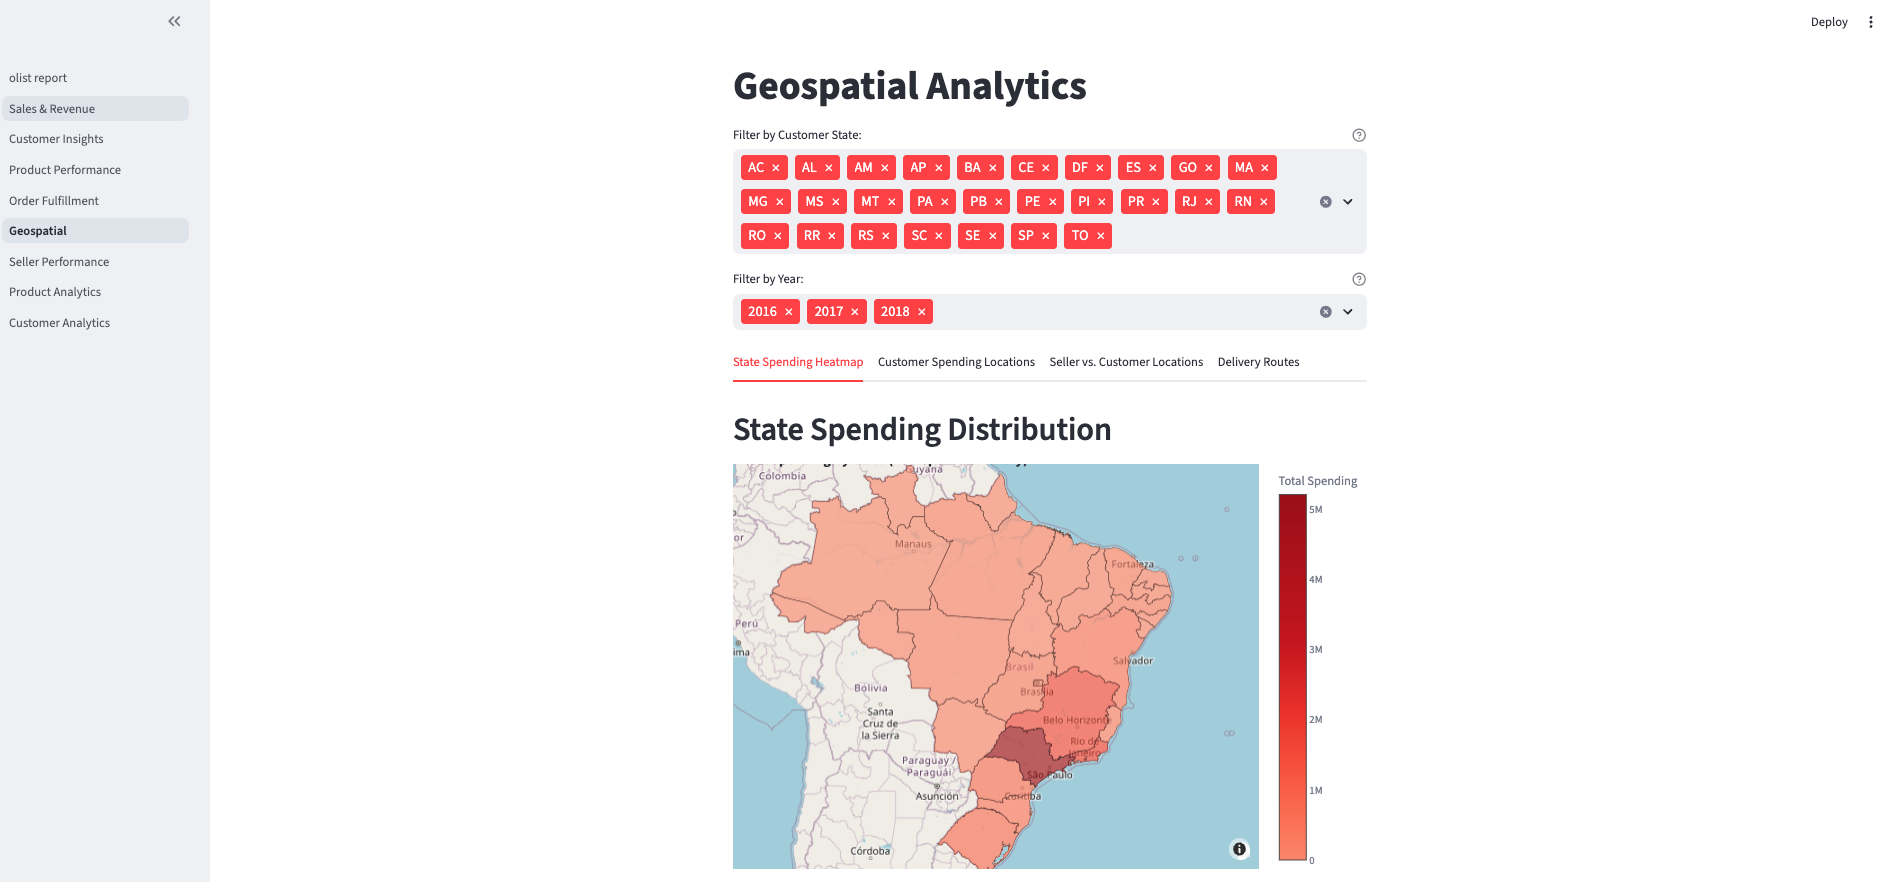 Deploy
olist report
Sales & Revenue
Customer Insights
Product Performance
Order Fulfillment
Geospatial
Seller Performance
Product Analytics
Customer Analytics
Geospatial Analytics
Filter by Customer State:
AC AL AM AP BA CE DF ES GO MA
MG MS MT PA PB PE PI PR RJ RN
RO RR RS SC SE SP TO
Filter by Year:
2016 2017 2018
State Spending Heatmap Customer Spending Locations Seller vs. Customer Locations Delivery Routes
State Spending Distribution
Colombia
uyana
or
Manaus
Fortaleza
Perú
ima
Brasil
Salvador
Bolivia
Brasília
Santa
Cruz de
la Sierra
Belo Horizonte
Rio de
Janeiro
Paraguay /
Paraguái
São Paulo
Asunción
Curitiba
Córdoba
Total Spending
5M
4M
3M
2M
1M
0